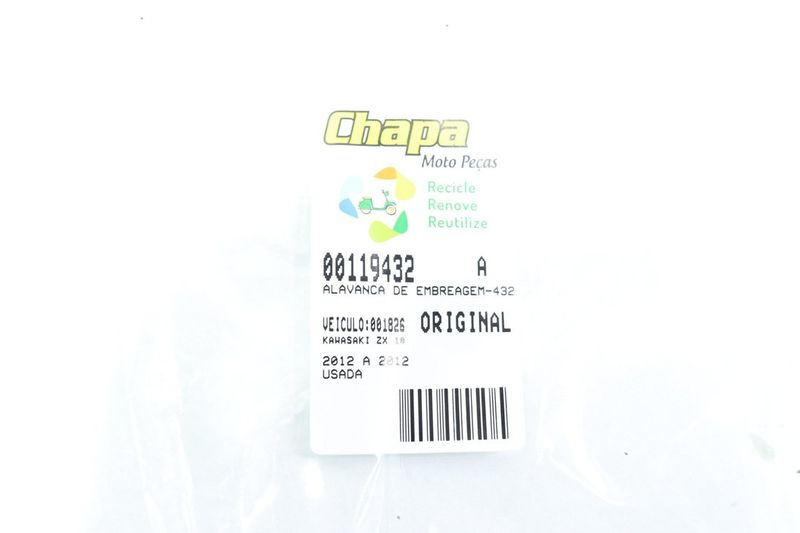 Chapa
Moto Peças
Recicle
Renove
Reutilize
00119432 A
ALAVANCA DE EMBREAGEM-432
VEICULO:001826 ORIGINAL
KAWASAKI ZX 10
2012 A 2012
USADA